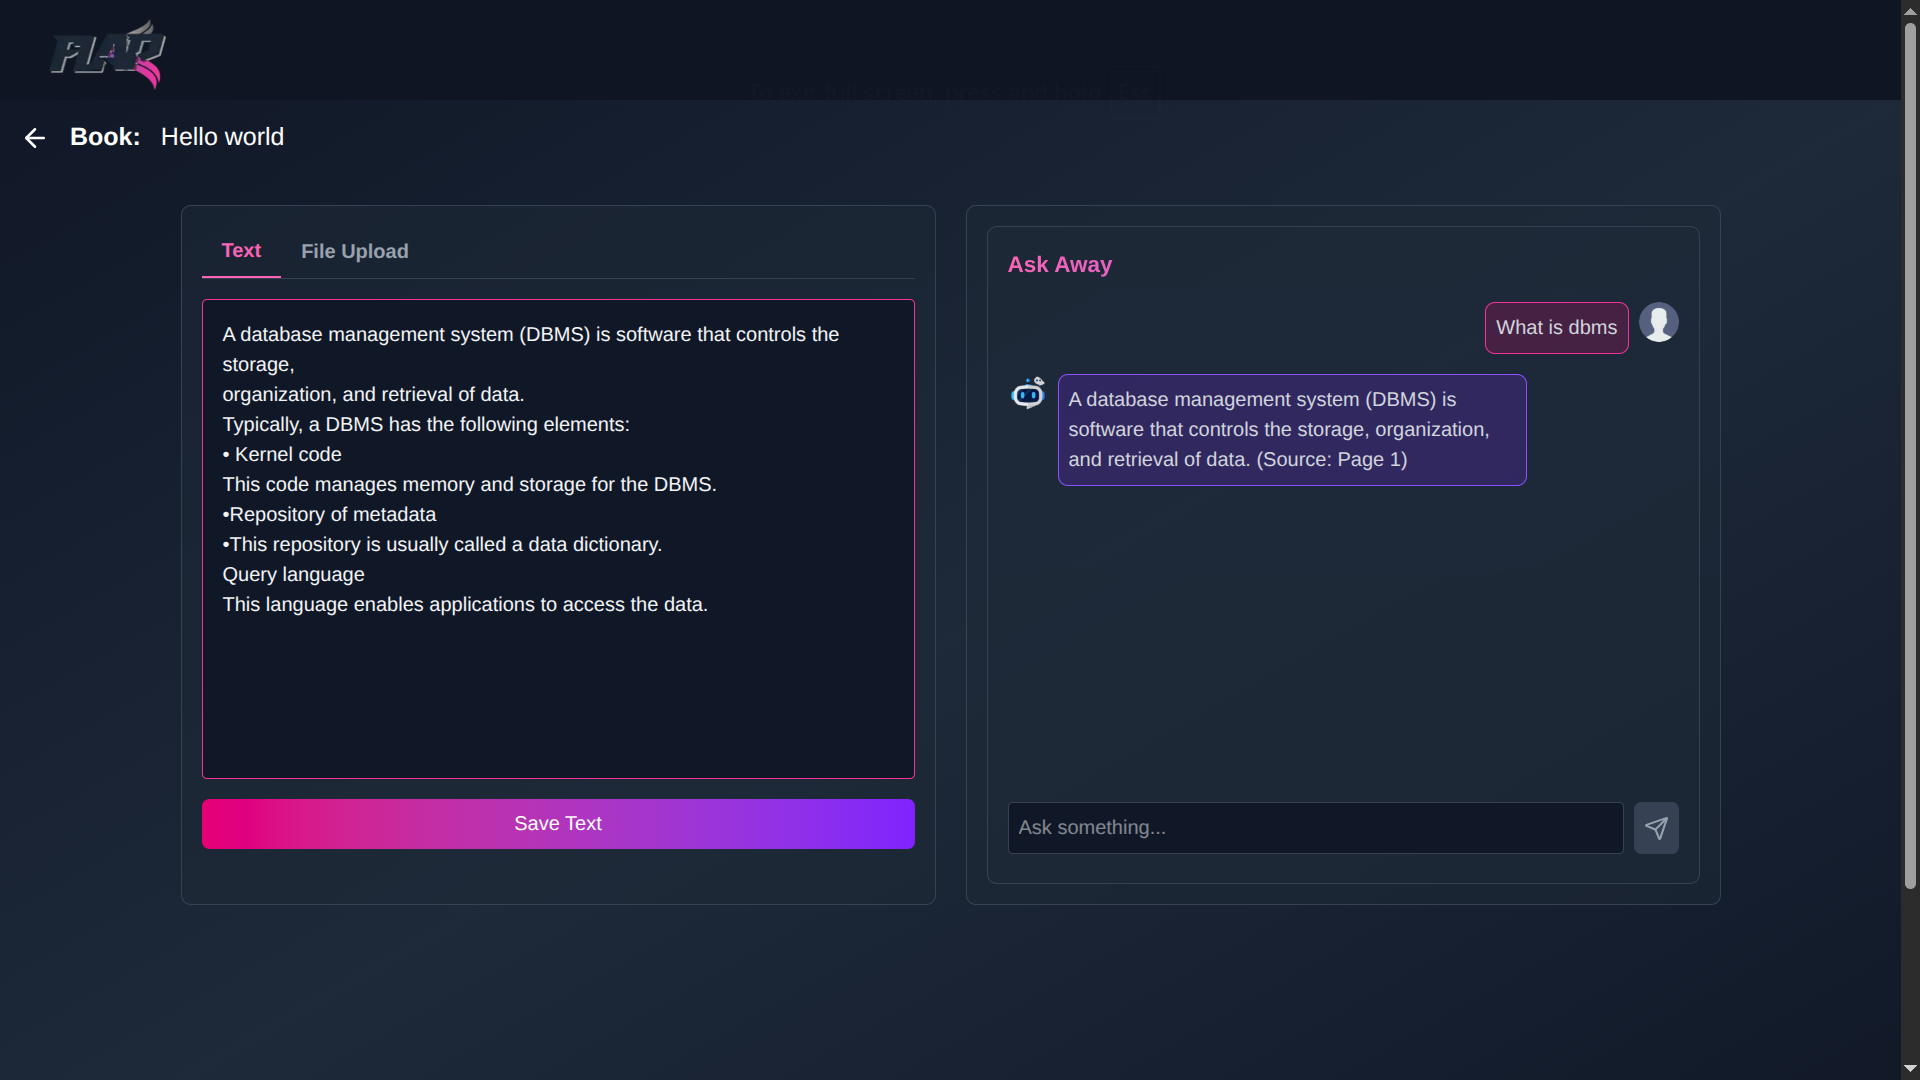 FLAR
To exit full screen, press and hold Esc
Book: Hello world
Text File Upload
A database management system (DBMS) is software that controls the
storage,
organization, and retrieval of data.
Typically, a DBMS has the following elements:
• Kernel code
This code manages memory and storage for the DBMS.
•Repository of metadata
•This repository is usually called a data dictionary.
Query language
This language enables applications to access the data.
Save Text
Ask Away
What is dbms
A database management system (DBMS) is
software that controls the storage, organization,
and retrieval of data. (Source: Page 1)
Ask something...